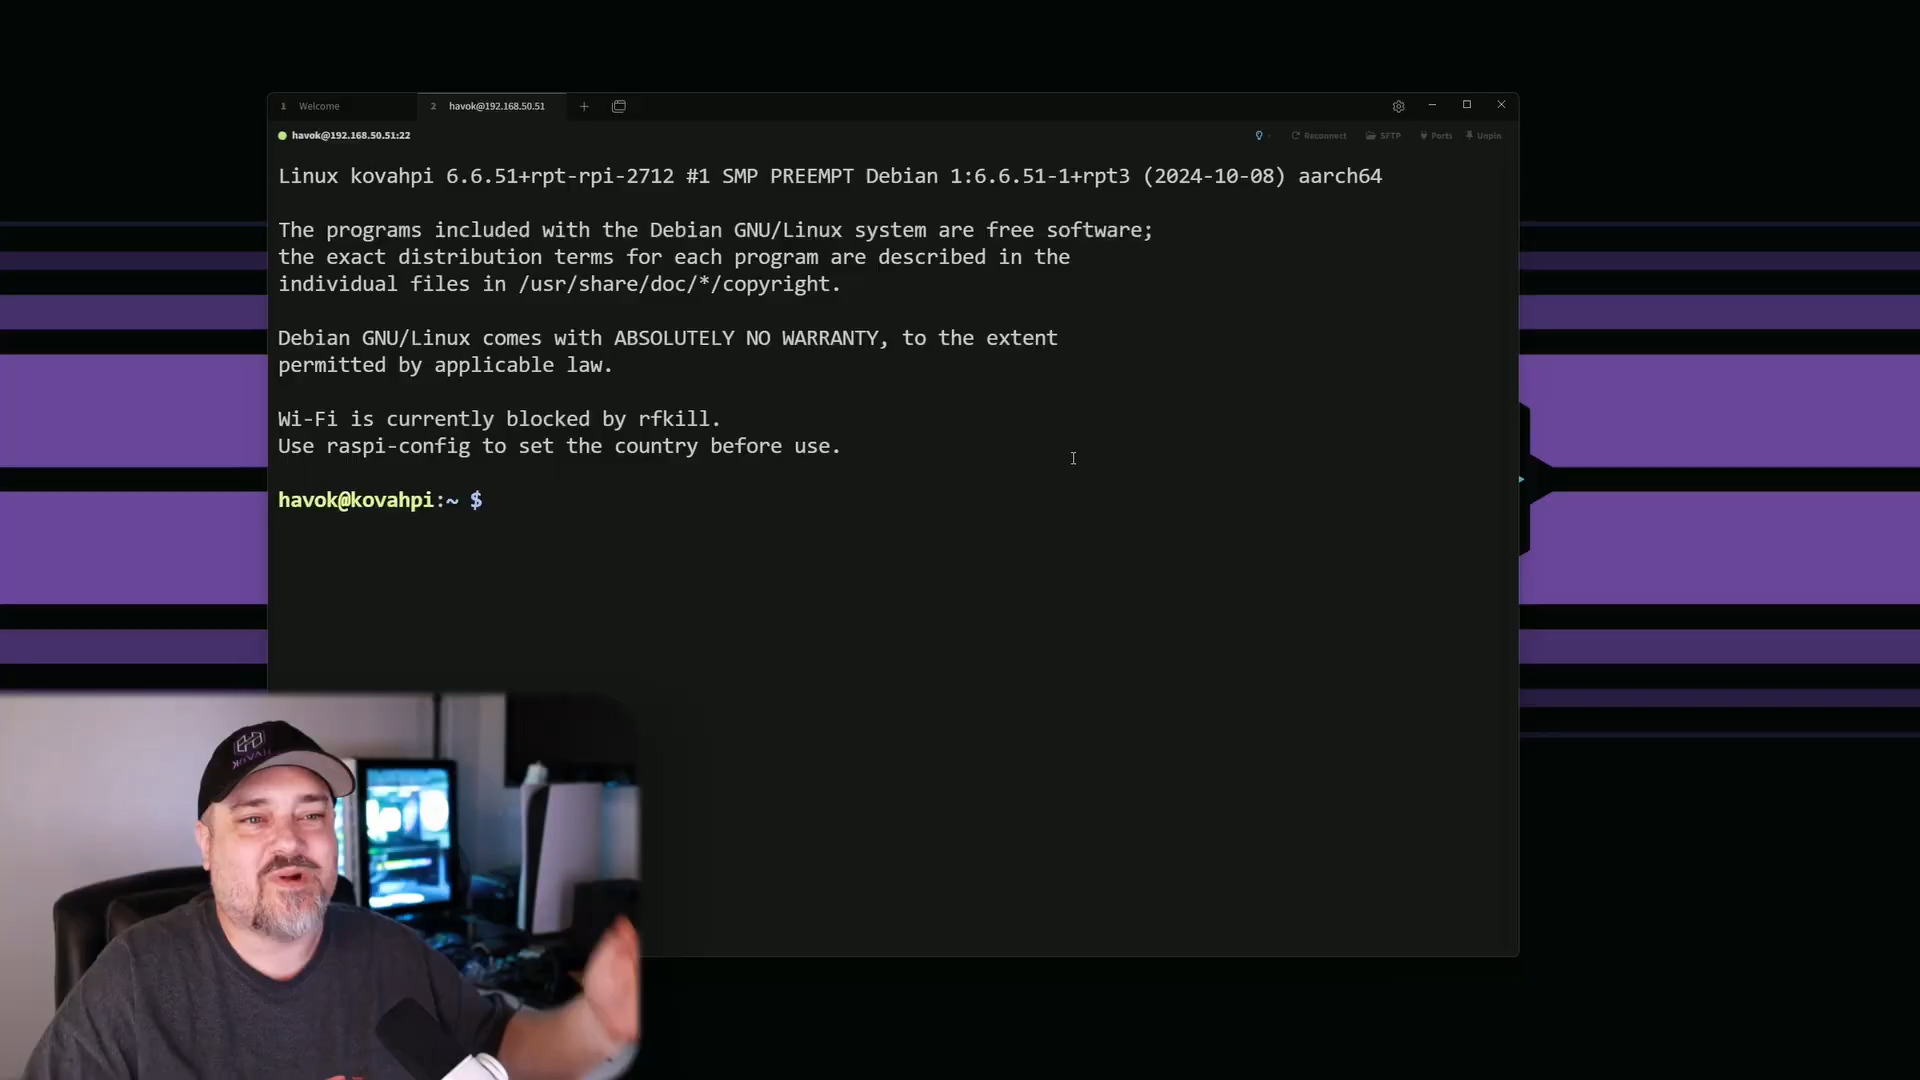 1 Welcome
2 havok@192.168.50.51
havok@192.168.50.51:22
Reconnect
SFTP
Ports
Unpin
Linux kovahpi 6.6.51+rpt-rpi-2712 #1 SMP PREEMPT Debian 1:6.6.51-1+rpt3 (2024-10-08) aarch64
The programs included with the Debian GNU/Linux system are free software;
the exact distribution terms for each program are described in the
individual files in /usr/share/doc/*/copyright.
Debian GNU/Linux comes with ABSOLUTELY NO WARRANTY, to the extent
permitted by applicable law.
Wi-Fi is currently blocked by rfkill.
Use raspi-config to set the country before use.
havok@kovahpi:~ $